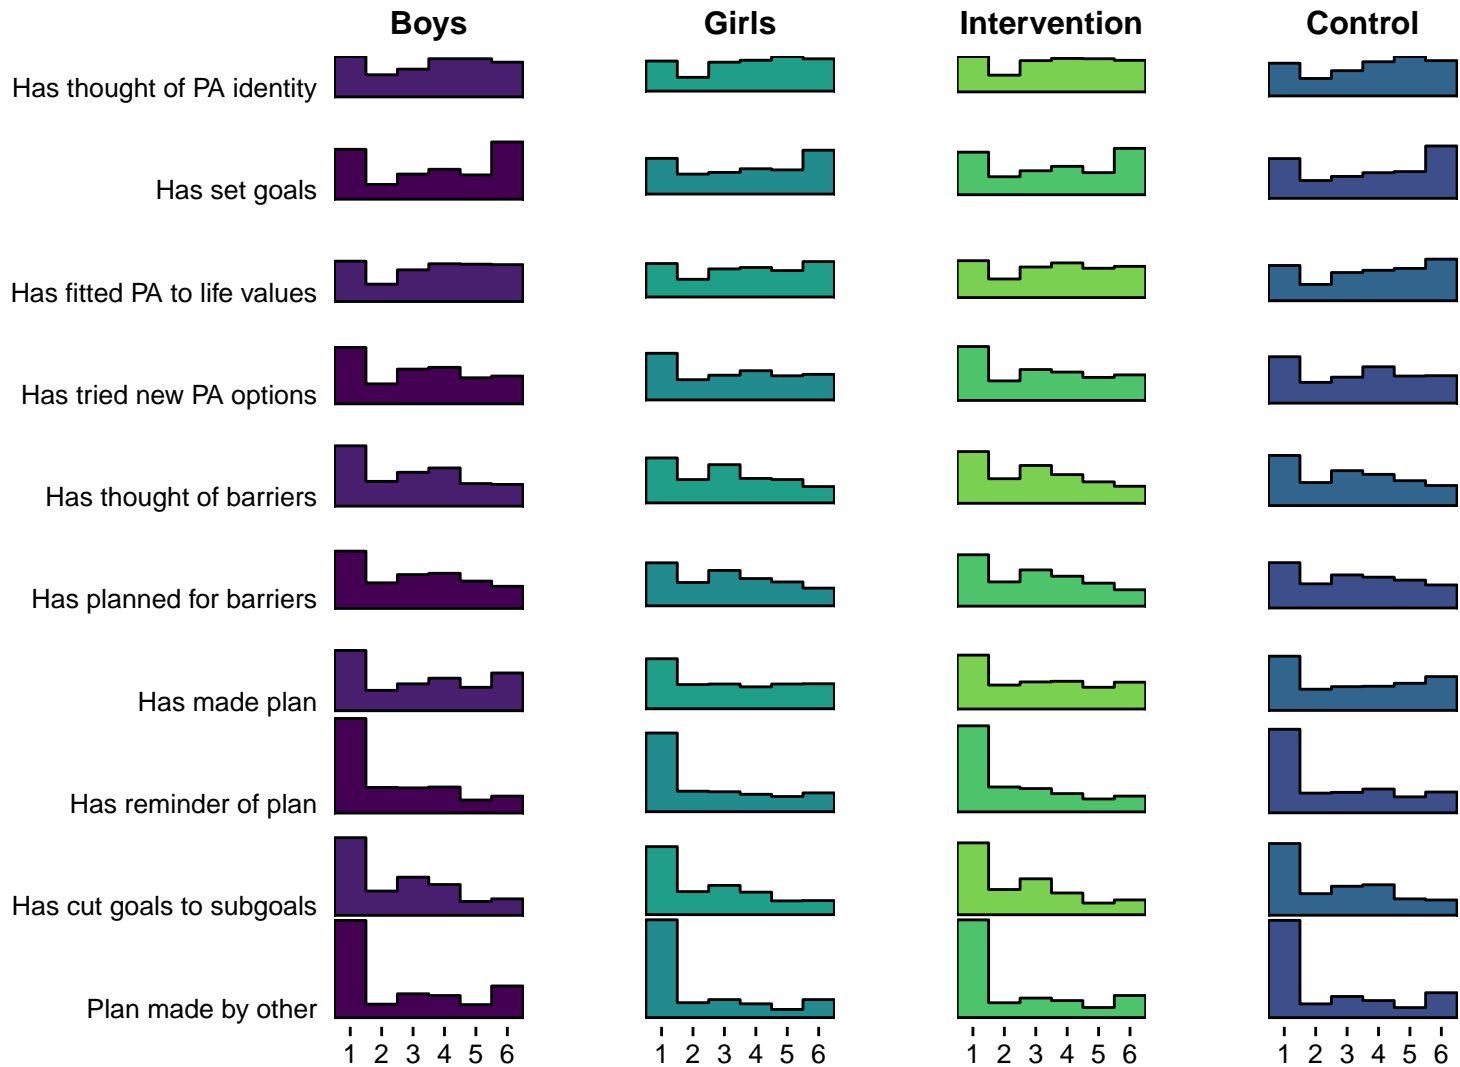 Boys Girls Intervention Control
Has thought of PA identity
Has set goals
Has fitted PA to life values
Has tried new PA options
Has thought of barriers
Has planned for barriers
Has made plan
Has reminder of plan
Has cut goals to subgoals
Plan made by other
1 2 3 4 5 6 1 2 3 4 5 6 1 2 3 4 5 6 1 2 3 4 5 6